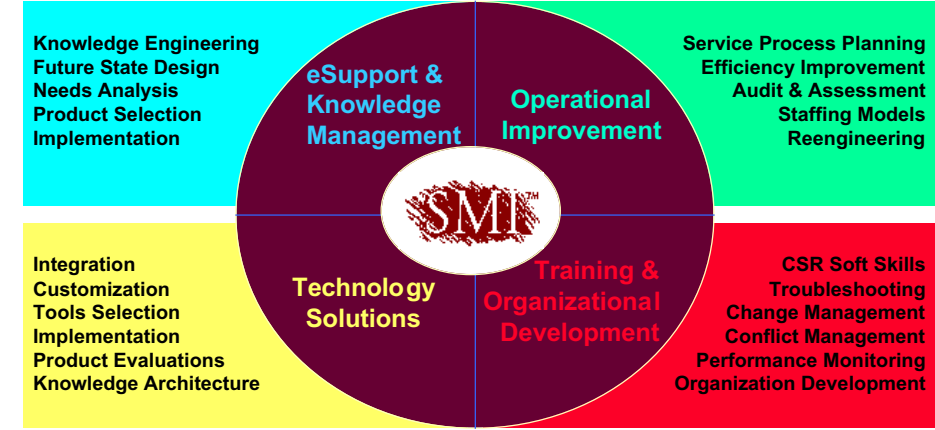 Knowledge Engineering
Future State Design
Needs Analysis
Product Selection
Implementation
eSupport &
Knowledge
Management
Operational
Improvement
Service Process Planning
Efficiency Improvement
Audit & Assessment
Staffing Models
Reengineering
SMI™
Integration
Customization
Tools Selection
Implementation
Product Evaluations
Knowledge Architecture
Technology
Solutions
Training &
Organizational
Development
CSR Soft Skills
Troubleshooting
Change Management
Conflict Management
Performance Monitoring
Organization Development